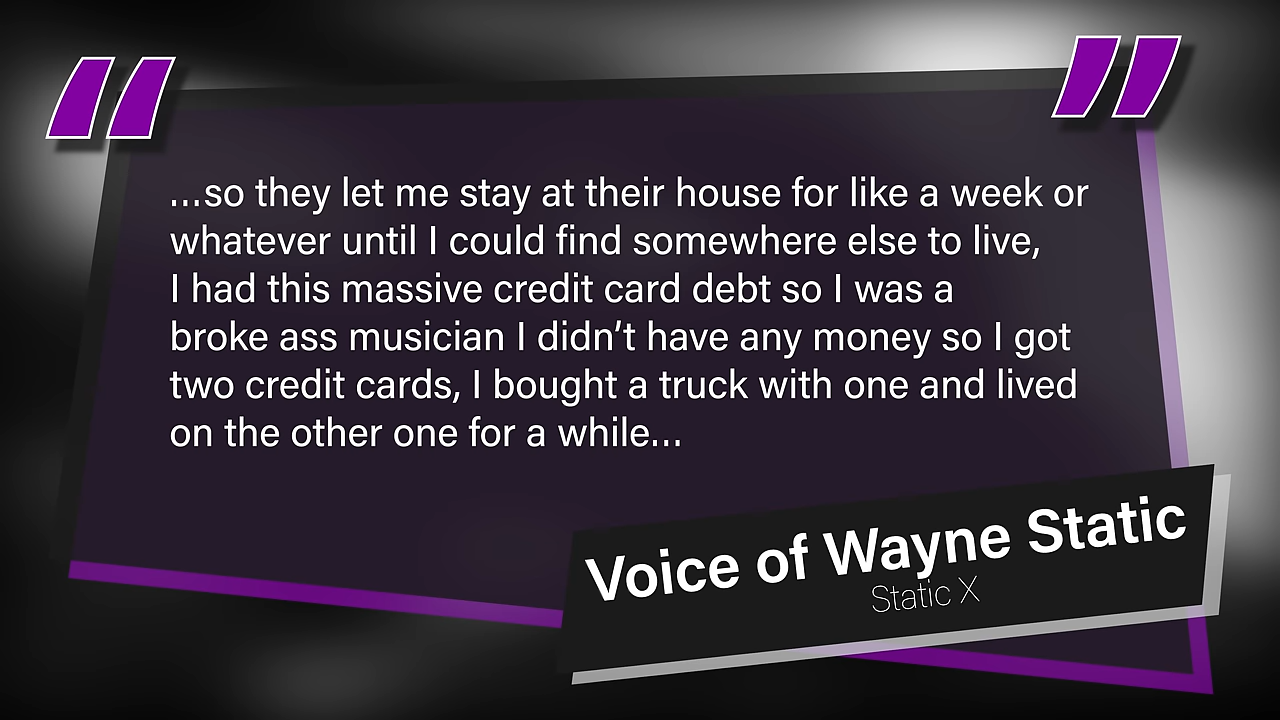 …so they let me stay at their house for like a week or
whatever until I could find somewhere else to live,
I had this massive credit card debt so I was a
broke ass musician I didn’t have any money so I got
two credit cards, I bought a truck with one and lived
on the other one for a while…
Voice of Wayne Static
Static X